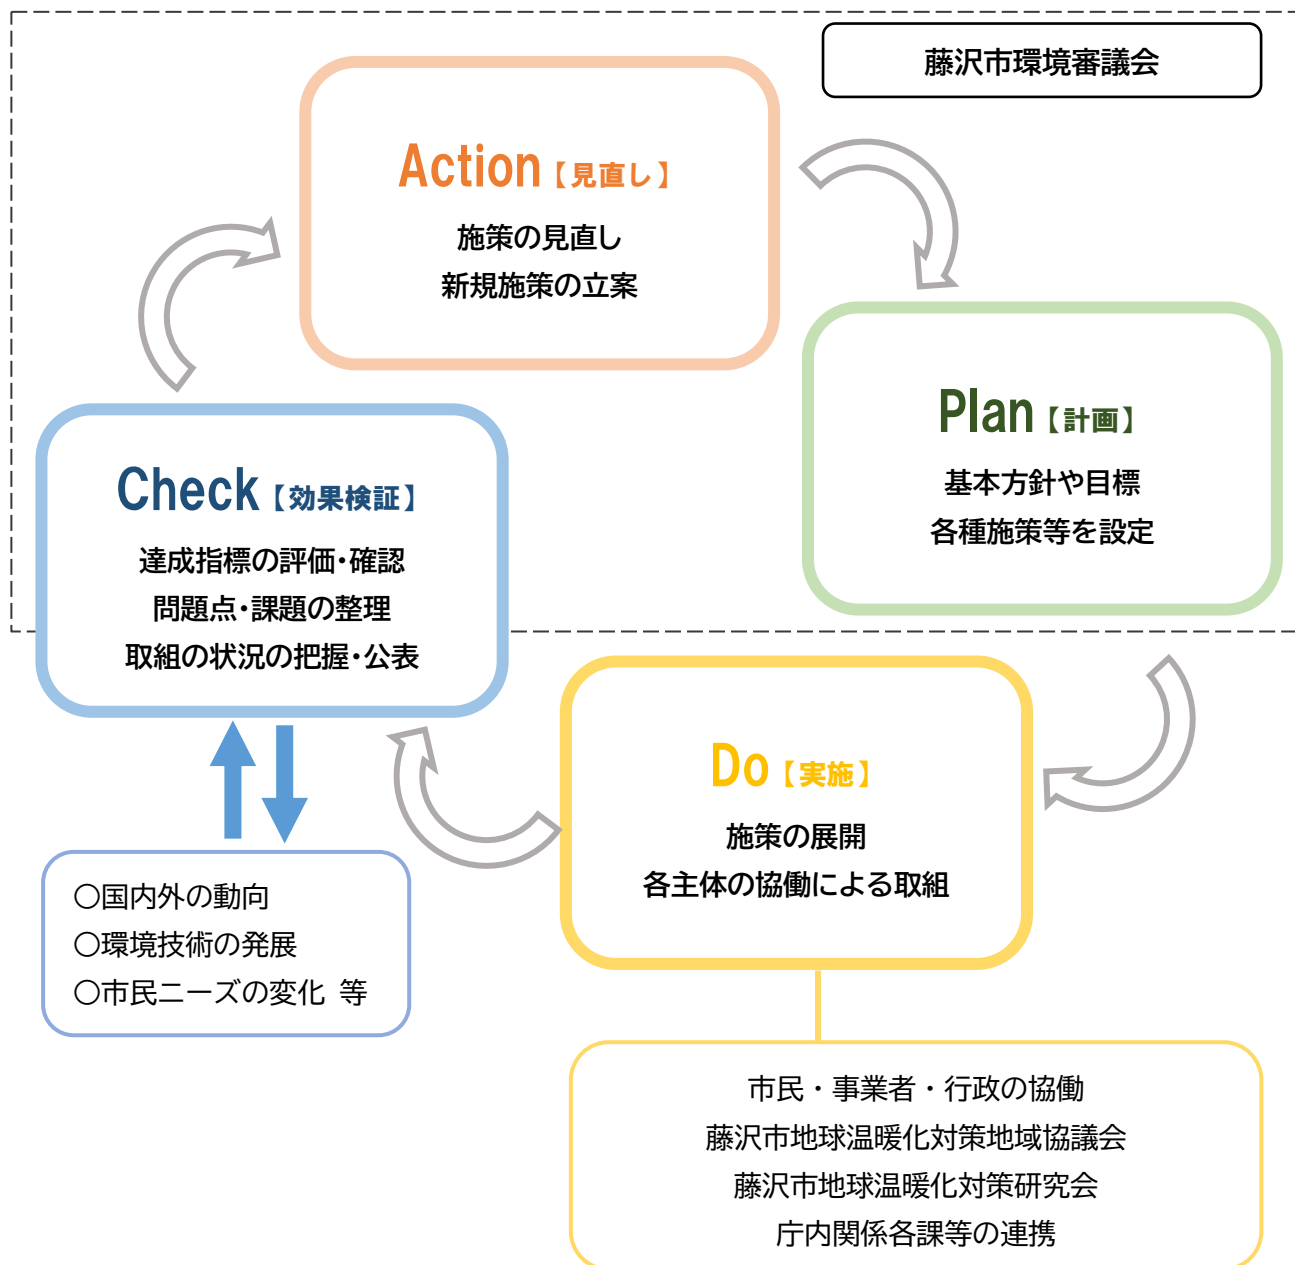 藤沢市環境審議会
Action【見直し】
施策の見直し
新規施策の立案
Plan【計画】
基本方針や目標
各種施策等を設定
Check【効果検証】
達成指標の評価・確認
問題点・課題の整理
取組の状況の把握・公表
Do【実施】
施策の展開
各主体の協働による取組
〇国内外の動向
〇環境技術の発展
〇市民ニーズの変化 等
市民・事業者・行政の協働
藤沢市地球温暖化対策地域協議会
藤沢市地球温暖化対策研究会
庁内関係各課等の連携